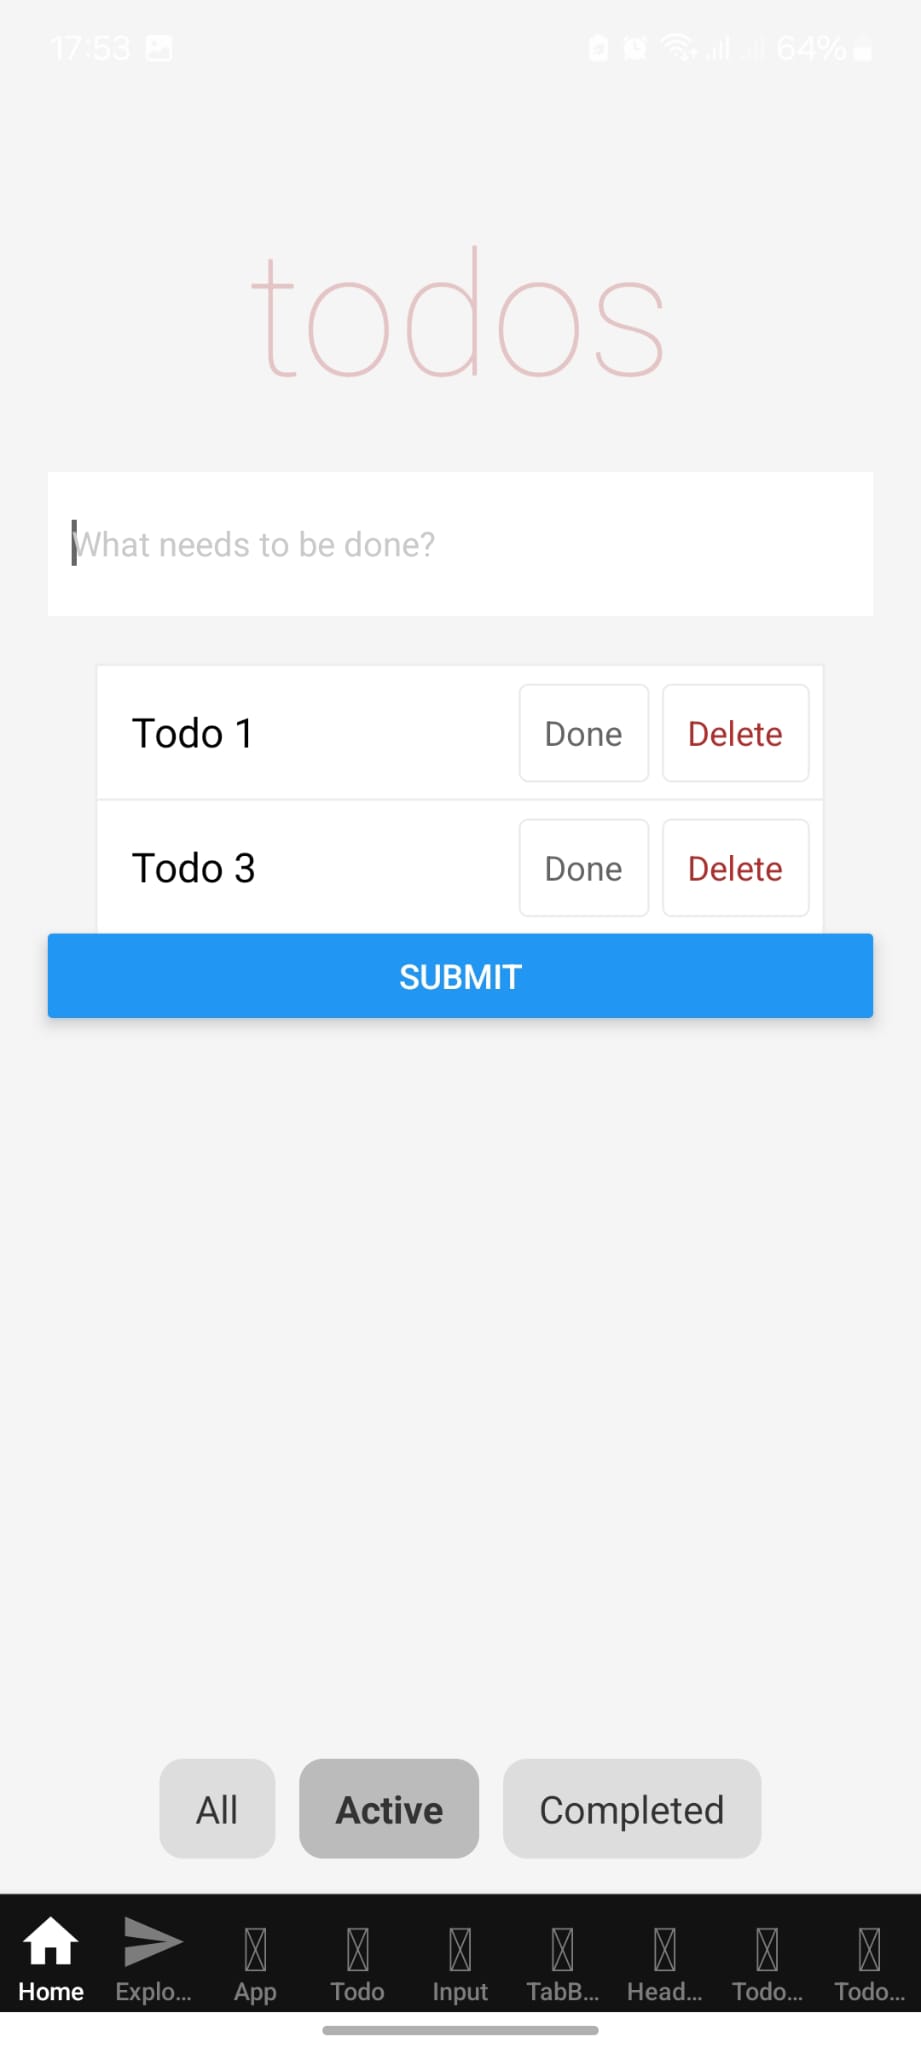 17:53
64%
todos
What needs to be done?
Todo 1 Done Delete
Todo 3 Done Delete
SUBMIT
All Active Completed
Home Explo... App Todo Input TabB... Head... Todo... Todo...